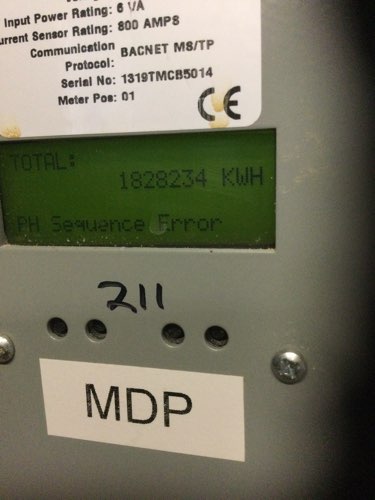 Input Power Rating: 6 VA
urrent Sensor Rating: 800 AMPS
Communication
Protocol: BACNET MS/TP
Serial No: 1319TMCB5014
Meter Pos: 01
CE
TOTAL:
1828234 KWH
PH Sequence Error
211
MDP